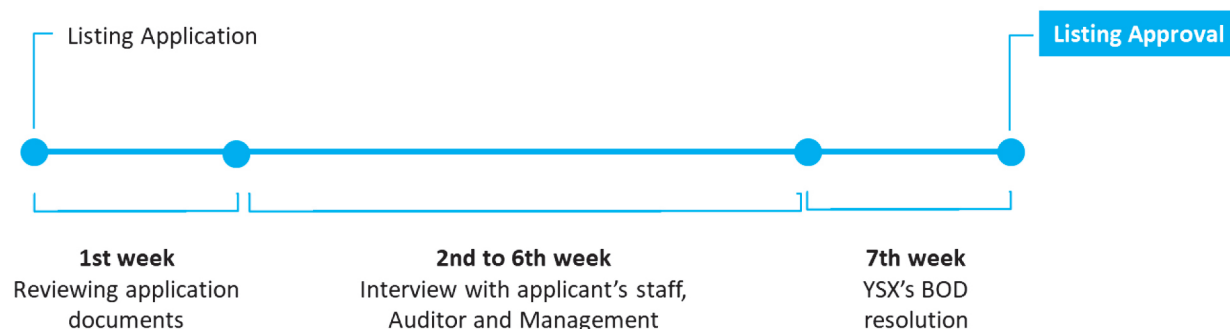 Listing Application
Listing Approval
1st week
Reviewing application
documents
2nd to 6th week
Interview with applicant's staff,
Auditor and Management
7th week
YSX's BOD
resolution